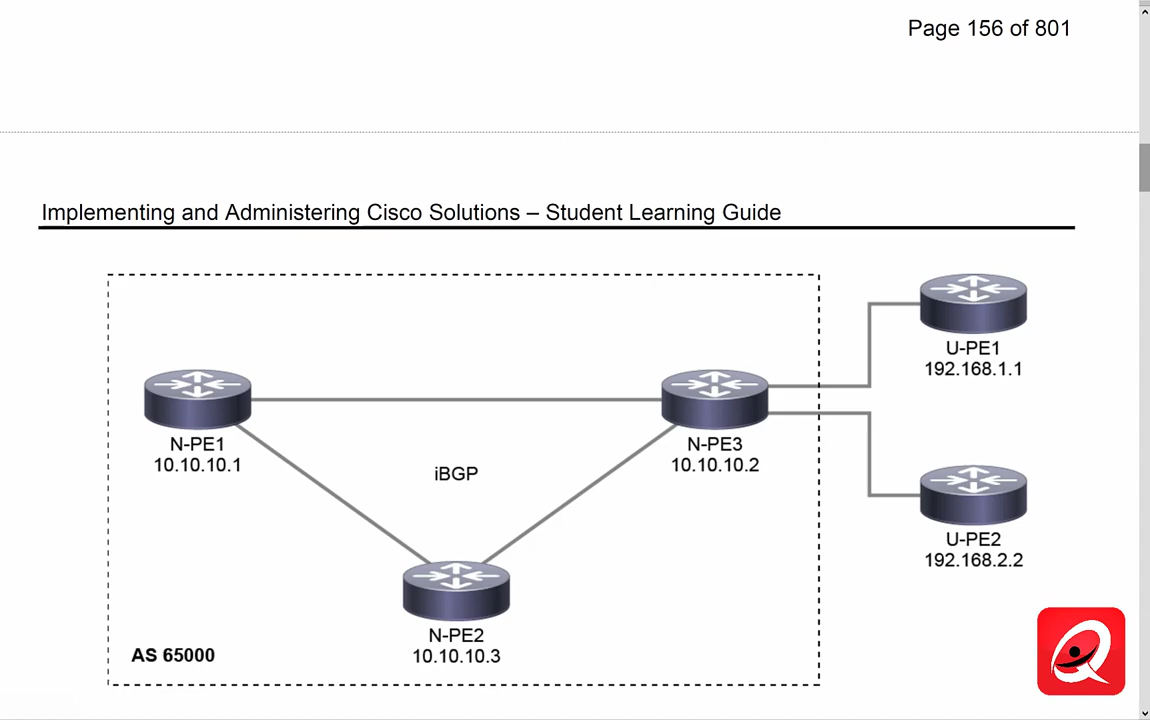 Page 156 of 801
Implementing and Administering Cisco Solutions – Student Learning Guide
U-PE1
192.168.1.1
N-PE1
10.10.10.1
N-PE3
10.10.10.2
iBGP
U-PE2
192.168.2.2
N-PE2
10.10.10.3
AS 65000